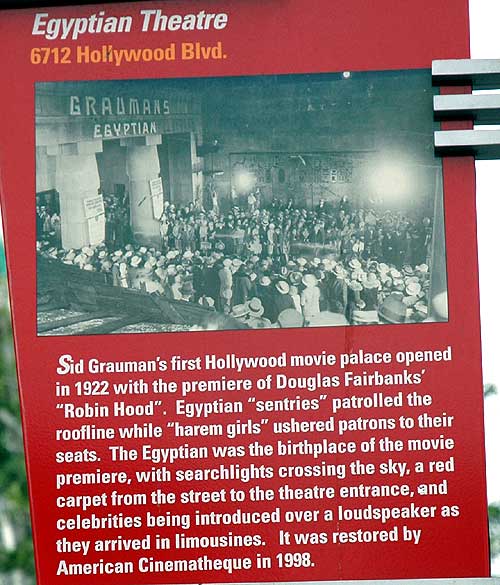 Egyptian Theatre
6712 Hollywood Blvd.
GRAUMANS
EGYPTIAN
Sid Grauman's first Hollywood movie palace opened
in 1922 with the premiere of Douglas Fairbanks'
"Robin Hood".  Egyptian "sentries" patrolled the
roofline while "harem girls" ushered patrons to their
seats.  The Egyptian was the birthplace of the movie
premiere, with searchlights crossing the sky, a red
carpet from the street to the theatre entrance, and
celebrities being introduced over a loudspeaker as
they arrived in limousines.  It was restored by
American Cinematheque in 1998.